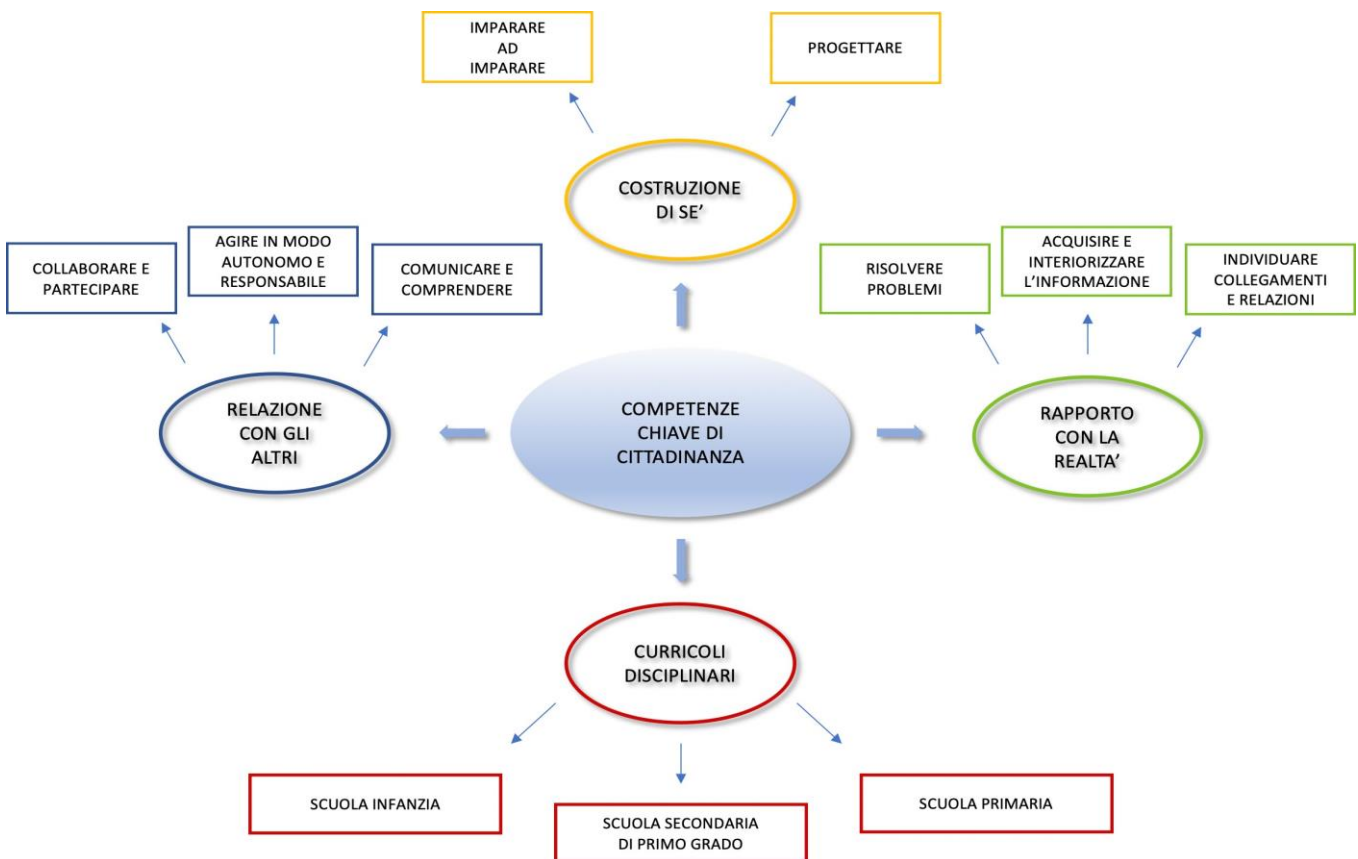 IMPARARE
AD
IMPARARE
PROGETTARE
COSTRUZIONE
DI SE’
COLLABORARE E
PARTECIPARE
AGIRE IN MODO
AUTONOMO E
RESPONSABILE
COMUNICARE E
COMPRENDERE
RISOLVERE
PROBLEMI
ACQUISIRE E
INTERIORIZZARE
L’INFORMAZIONE
INDIVIDUARE
COLLEGAMENTI
E RELAZIONI
RELAZIONE
CON GLI
ALTRI
COMPETENZE
CHIAVE DI
CITTADINANZA
RAPPORTO
CON LA
REALTA’
CURRICOLI
DISCIPLINARI
SCUOLA INFANZIA
SCUOLA SECONDARIA
DI PRIMO GRADO
SCUOLA PRIMARIA